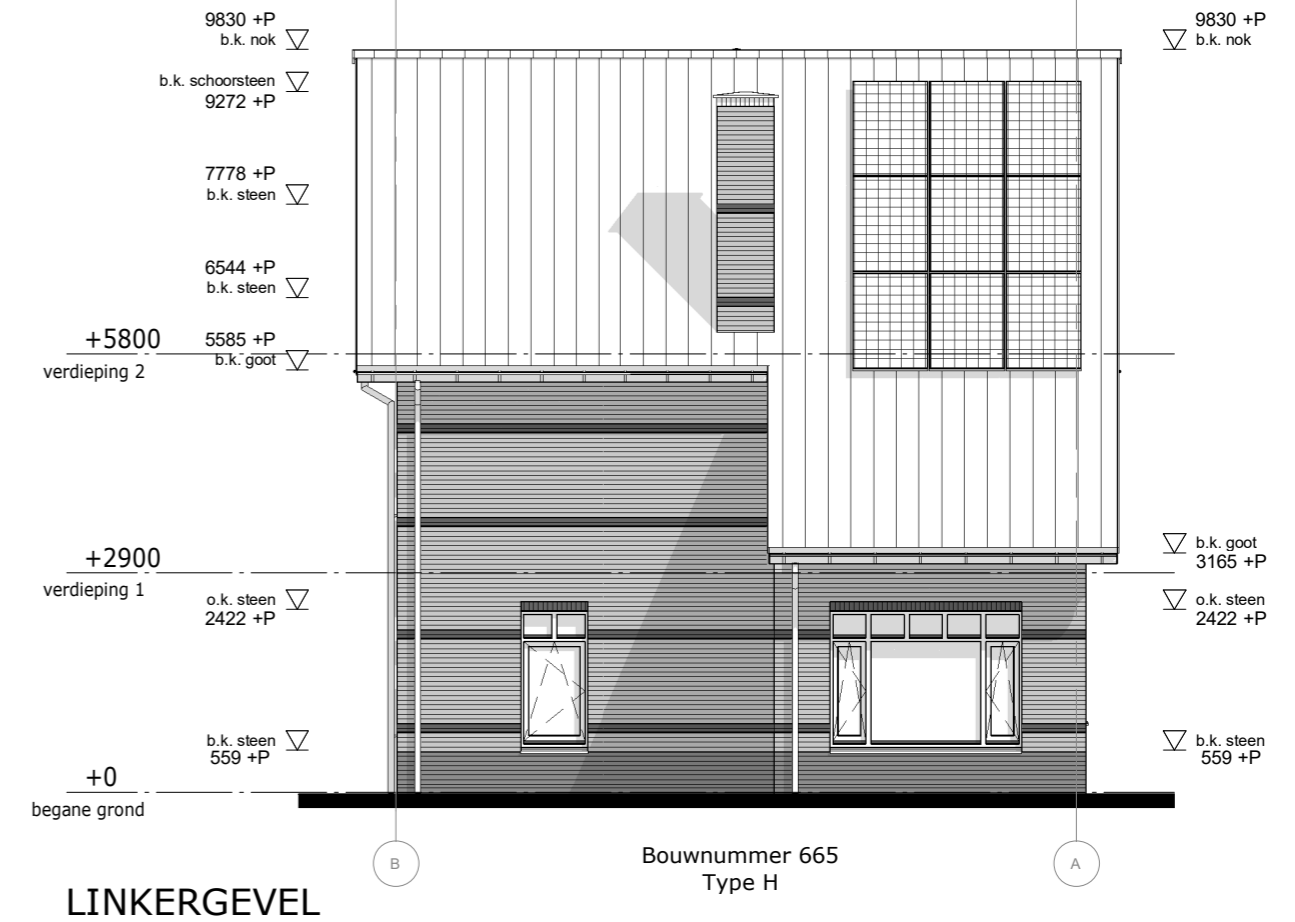 9830 +P
b.k. nok
9830 +P
b.k. nok
b.k. schoorsteen
9272 +P
7778 +P
b.k. steen
6544 +P
b.k. steen
+5800
verdieping 2
5585 +P
b.k. goot
+2900
verdieping 1
b.k. goot
3165 +P
o.k. steen
2422 +P
o.k. steen
2422 +P
b.k. steen
559 +P
b.k. steen
559 +P
+0
begane grond
B
Bouwnummer 665
Type H
A
LINKERGEVEL